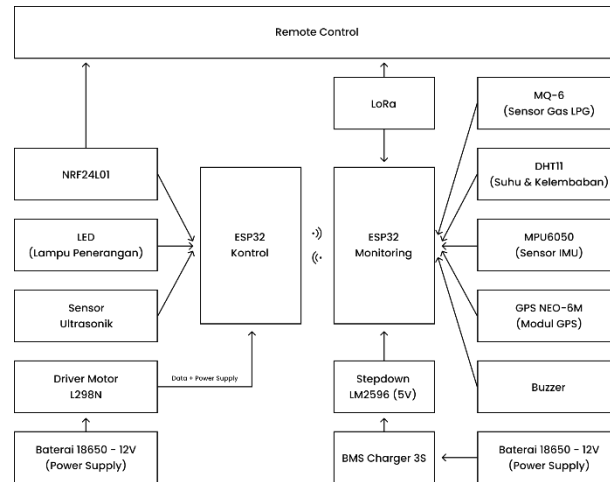 Remote Control
LoRa
MQ-6
(Sensor Gas LPG)
NRF24L01
ESP32
Kontrol
ESP32
Monitoring
DHT11
(Suhu & Kelembaban)
LED
(Lampu Penerangan)
MPU6050
(Sensor IMU)
Sensor
Ultrasonik
GPS NEO-6M
(Modul GPS)
Driver Motor
L298N
Data + Power Supply
Stepdown
LM2596 (5V)
Buzzer
Baterai 18650 - 12V
(Power Supply)
BMS Charger 3S
Baterai 18650 - 12V
(Power Supply)